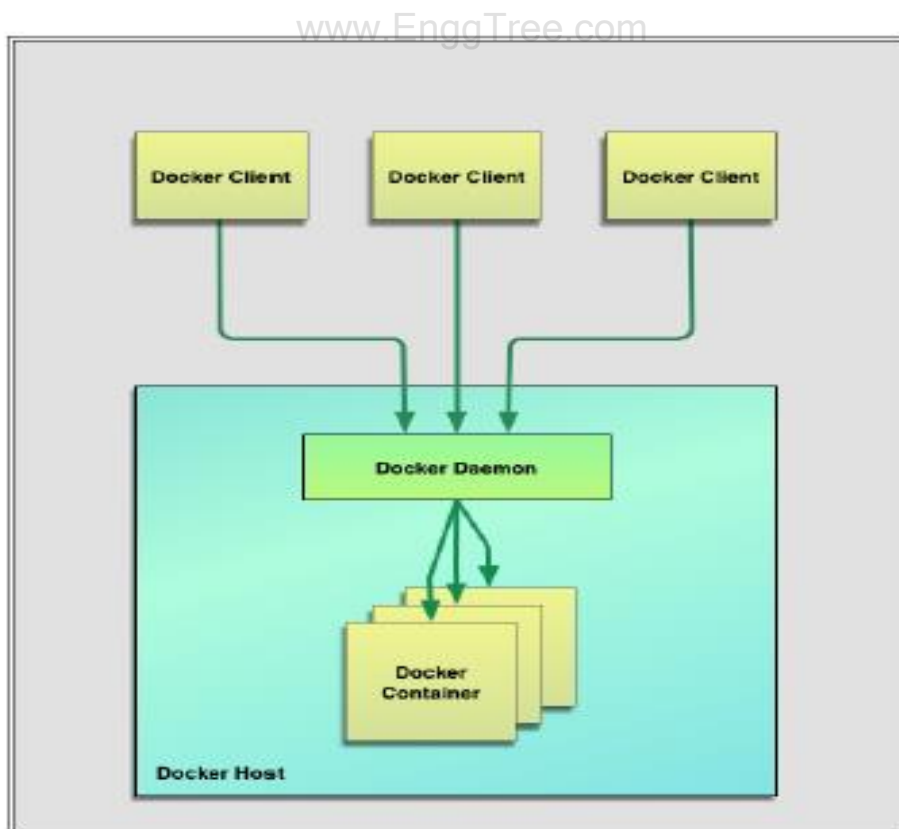 www.EnggTree.com
Docker Client
Docker Client
Docker Client
Docker Daemon
Docker
Container
Docker Host